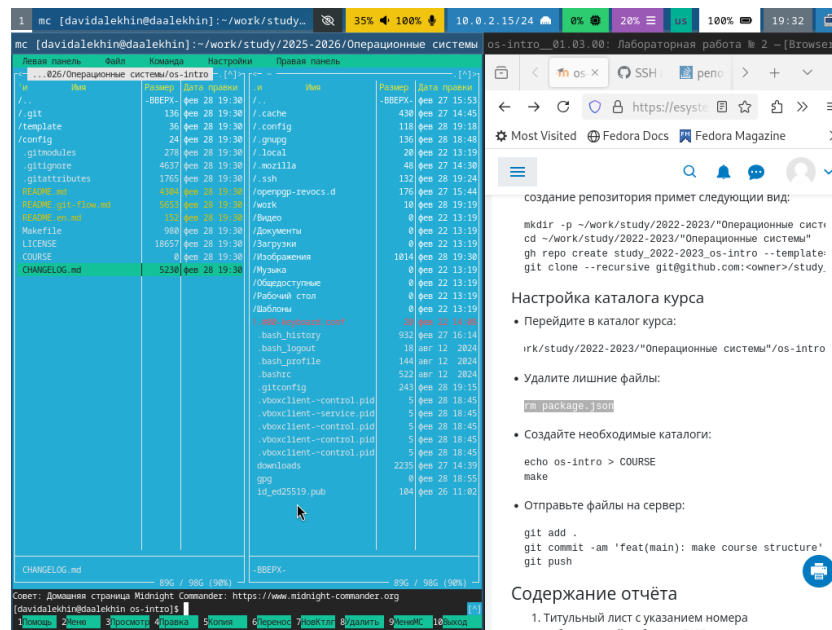 1 mc [davidalekhin@daalekhin]:~/work/study… 35% 100% 10.0.2.15/24 0% 20% us 100% 19:32
mc [davidalekhin@daalekhin]:~/work/study/2025-2026/Операционные системы
Левая панель Файл Команда Настройки Правая панель
...026/Операционные системы/os-intro .[^]
'и Имя Размер Дата правки
/.. -ВВЕРХ- фев 28 19:30
/.git 136 фев 28 19:30
/template 36 фев 28 19:30
/config 24 фев 28 19:30
.gitmodules 278 фев 28 19:30
.gitignore 4637 фев 28 19:30
.gitattributes 1765 фев 28 19:30
README.md 4304 фев 28 19:30
README.git-flow.md 5653 фев 28 19:30
README.en.md 152 фев 28 19:30
Makefile 980 фев 28 19:30
LICENSE 18657 фев 28 19:30
COURSE 0 фев 28 19:30
CHANGELOG.md 5230 фев 28 19:30
CHANGELOG.md
89G / 98G (90%)
~ .[^]
.и Имя Размер Дата правки
/.. -ВВЕРХ- фев 27 15:53
/.cache 430 фев 27 14:45
/.config 118 фев 28 19:18
/.gnupg 136 фев 28 18:48
/.local 20 фев 22 13:19
/.mozilla 48 фев 27 14:30
/.ssh 132 фев 28 19:24
/openpgp-revocs.d 176 фев 27 15:44
/work 10 фев 28 19:19
/Видео 0 фев 22 13:19
/Документы 0 фев 22 13:19
/Загрузки 0 фев 22 13:19
/Изображения 1014 фев 28 19:30
/Музыка 0 фев 22 13:19
/Общедоступные 0 фев 22 13:19
/Рабочий стол 0 фев 22 13:19
/Шаблоны 0 фев 22 13:19
.bash_history 932 фев 27 16:14
.bash_logout 18 авг 12 2024
.bash_profile 144 авг 12 2024
.bashrc 522 авг 12 2024
.gitconfig 243 фев 28 19:15
.vboxclient-~control.pid 5 фев 28 18:45
.vboxclient-~service.pid 5 фев 28 18:45
.vboxclient-~control.pid 5 фев 28 18:45
.vboxclient-~control.pid 5 фев 28 18:45
.vboxclient-~control.pid 5 фев 28 18:45
downloads 2235 фев 27 14:39
gpg 0 фев 28 18:55
id_ed25519.pub 104 фев 26 11:02
-ВВЕРХ-
89G / 98G (90%)
Совет: Домашняя страница Midnight Commander: https://www.midnight-commander.org
[davidalekhin@daalekhin os-intro]$ [^]
1Помощь 2Меню 3Просмотр 4Правка 5Копия 6Перенос 7НовКтлг 8Удалить 9МенюМС 10Выход
os-intro__01.03.00: Лабораторная работа № 2 — [Browser
os SSH репо
https://esyste
Most Visited Fedora Docs Fedora Magazine
создание репозитория примет следующий вид:
mkdir -p ~/work/study/2022-2023/"Операционные систе
cd ~/work/study/2022-2023/"Операционные системы"
gh repo create study_2022-2023_os-intro --template=
git clone --recursive git@github.com:<owner>/study_
Настройка каталога курса
• Перейдите в каталог курса:
ork/study/2022-2023/"Операционные системы"/os-intro
• Удалите лишние файлы:
rm package.json
• Создайте необходимые каталоги:
echo os-intro > COURSE
make
• Отправьте файлы на сервер:
git add .
git commit -am 'feat(main): make course structure'
git push
Содержание отчёта
1. Титульный лист с указанием номера